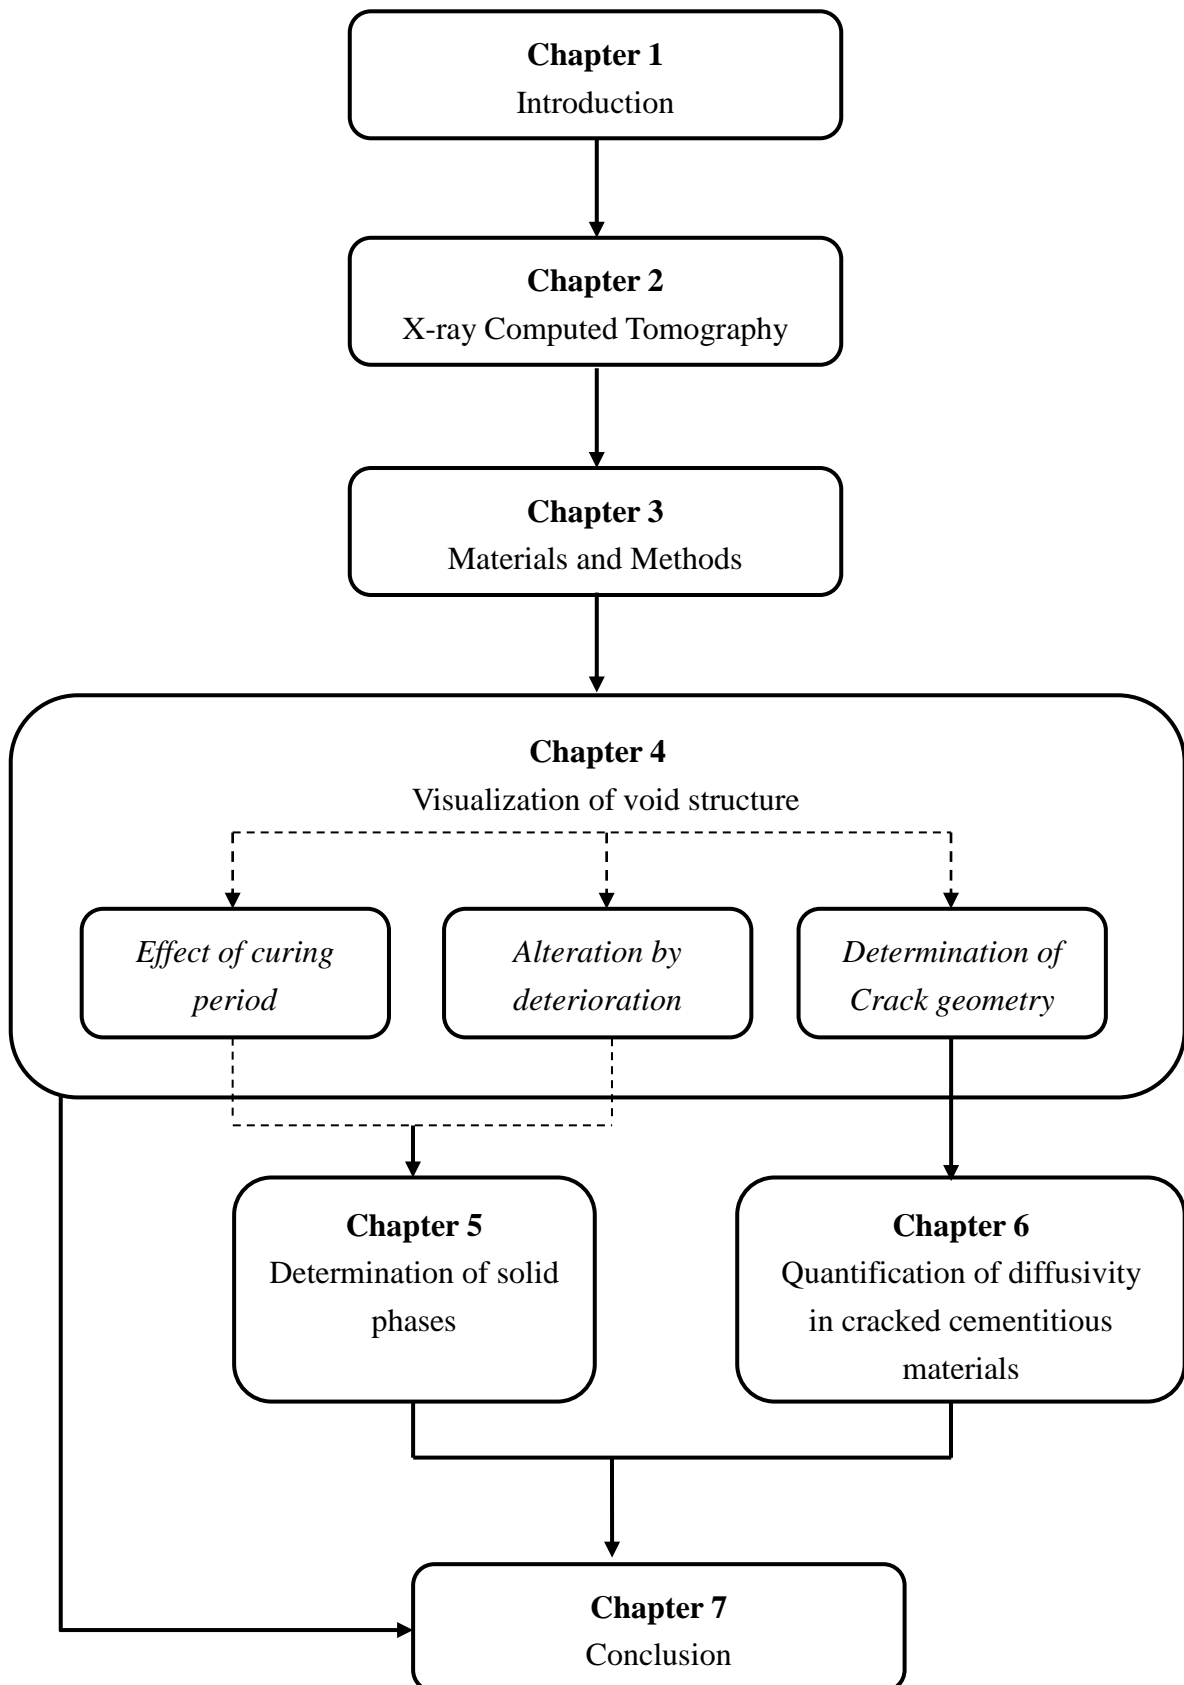 Chapter 1
Introduction
Chapter 2
X-ray Computed Tomography
Chapter 3
Materials and Methods
Chapter 4
Visualization of void structure
Effect of curing
period
Alteration by
deterioration
Determination of
Crack geometry
Chapter 5
Determination of solid
phases
Chapter 6
Quantification of diffusivity
in cracked cementitious
materials
Chapter 7
Conclusion